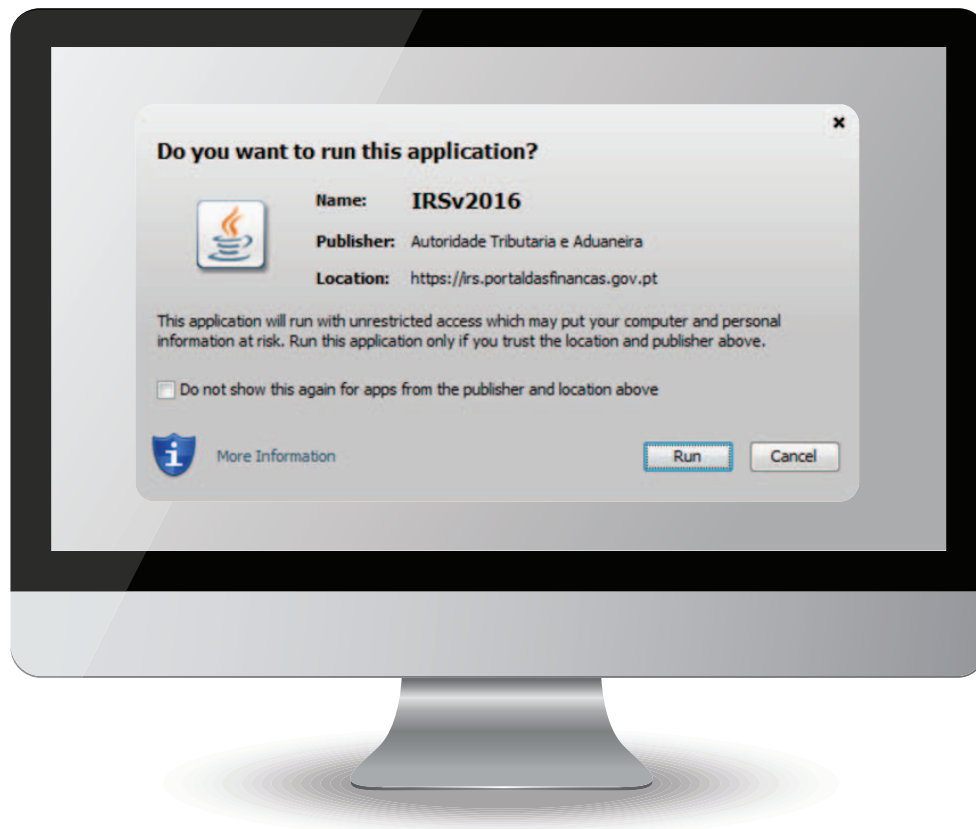 Do you want to run this application?
Name: IRSv2016
Publisher: Autoridade Tributaria e Aduaneira
Location: https://irs.portaldasfinancas.gov.pt
This application will run with unrestricted access which may put your computer and personal
information at risk. Run this application only if you trust the location and publisher above.
Do not show this again for apps from the publisher and location above
More Information
Run Cancel